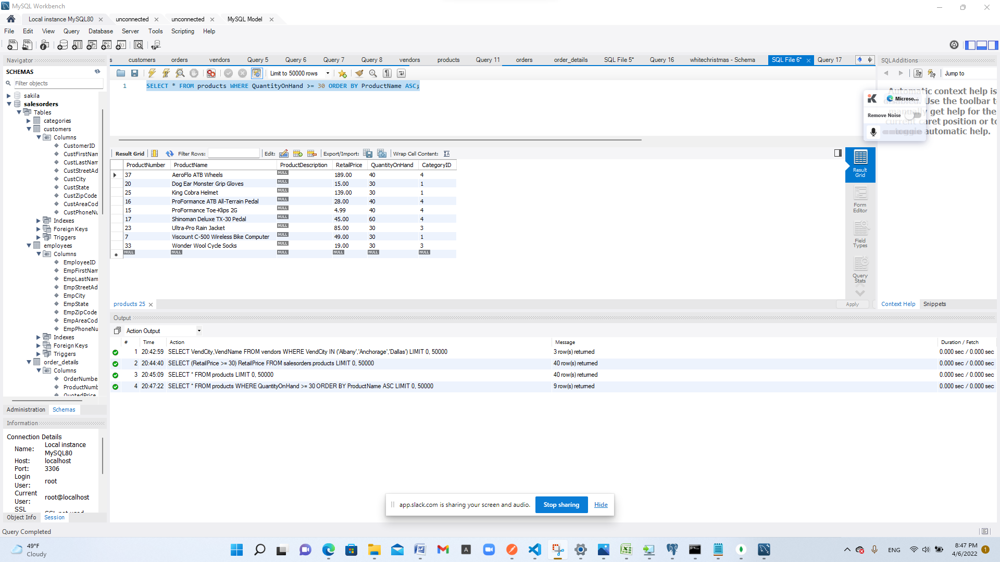 MySQL Workbench
Local instance MySQL80
unconnected
unconnected
MySQL Model
File Edit View Query Database Server Tools Scripting Help
Navigator
SCHEMAS
Filter objects
sakila
salesorders
Tables
categories
customers
Columns
CustomerID
CustFirstNam
CustLastNam
CustStreetAd
CustCity
CustState
CustZipCode
CustAreaCod
CustPhoneNu
Indexes
Foreign Keys
Triggers
employees
Columns
EmployeeID
EmpFirstNam
EmpLastNam
EmpStreetAd
EmpCity
EmpState
EmpZipCode
EmpAreaCod
EmpPhoneNu
Indexes
Foreign Keys
Triggers
order_details
Columns
OrderNumbe
ProductNumb
QuotedPrice
Administration Schemas
Information
Connection Details
Name: Local instance MySQL80
Host: localhost
Port: 3306
Login User: root
Current User: root@localhost
SSL
Object Info Session
Query Completed
s customers orders vendors Query 5 Query 6 Query 7 Query 8 vendors products Query 11 orders order_details SQL File 5* Query 16 whitechristmas - Schema SQL File 6* Query 17
Limit to 50000 rows
1 SELECT * FROM products WHERE QuantityOnHand >= 30 ORDER BY ProductName ASC;
Result Grid Filter Rows: Edit: Export/Import: Wrap Cell Content:
ProductNumber ProductName ProductDescription RetailPrice QuantityOnHand CategoryID
37 AeroFlo ATB Wheels NULL 189.00 40 4
20 Dog Ear Monster Grip Gloves NULL 15.00 30 1
25 King Cobra Helmet NULL 139.00 30 1
16 ProFormance ATB All-Terrain Pedal NULL 28.00 40 4
15 ProFormance Toe-Klips 2G NULL 4.99 40 4
17 Shinoman Deluxe TX-30 Pedal NULL 45.00 60 4
23 Ultra-Pro Rain Jacket NULL 85.00 30 3
7 Viscount C-500 Wireless Bike Computer NULL 49.00 30 1
33 Wonder Wool Cycle Socks NULL 19.00 30 3
NULL NULL NULL NULL NULL NULL
Result Grid
Form Editor
Field Types
Query Stats
products 25
Apply
SQLAdditions
Jump to
Automatic context help is
Use the toolbar t
manually get help for the
current caret position or to
toggle automatic help.
Microso...
Remove Noise
Context Help Snippets
Output
Action Output
# Time Action Message Duration / Fetch
1 20:42:59 SELECT VendCity,VendName FROM vendors WHERE VendCity IN ('Albany','Anchorage','Dallas') LIMIT 0, 50000 3 row(s) returned 0.000 sec / 0.000 sec
2 20:44:40 SELECT (RetailPrice >= 30) RetailPrice FROM salesorders.products LIMIT 0, 50000 40 row(s) returned 0.000 sec / 0.000 sec
3 20:45:09 SELECT * FROM products LIMIT 0, 50000 40 row(s) returned 0.000 sec / 0.000 sec
4 20:47:22 SELECT * FROM products WHERE QuantityOnHand >= 30 ORDER BY ProductName ASC LIMIT 0, 50000 9 row(s) returned 0.000 sec / 0.000 sec
app.slack.com is sharing your screen and audio. Stop sharing Hide
49°F
Cloudy
ENG
8:47 PM
4/6/2022
1